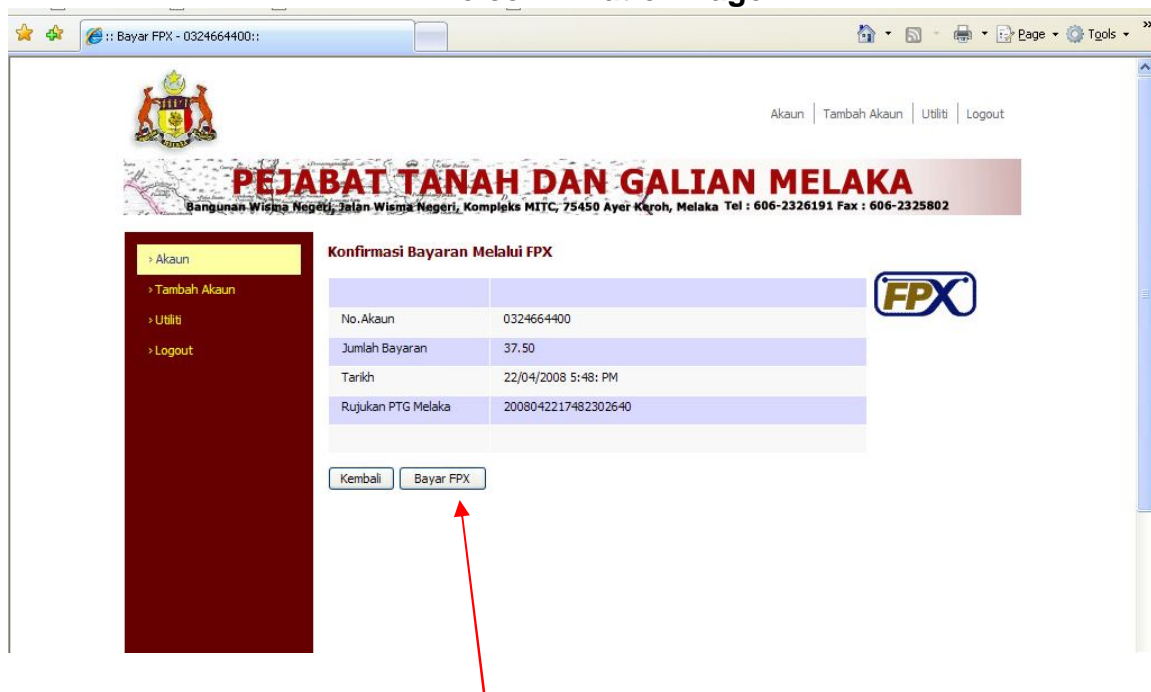 :: Bayar FPX - 0324664400::
Page
Tools
»
Akaun | Tambah Akaun | Utiliti | Logout
PEJABAT TANAH DAN GALIAN MELAKA
Bangunan Wisma Negeri, Jalan Wisma Negeri, Kompleks MITC, 75450 Ayer Keroh, Melaka Tel : 606-2326191 Fax : 606-2325802
› Akaun
› Tambah Akaun
› Utiliti
› Logout
Konfirmasi Bayaran Melalui FPX
FPX
No.Akaun 0324664400
Jumlah Bayaran 37.50
Tarikh 22/04/2008 5:48: PM
Rujukan PTG Melaka 2008042217482302640
Kembali
Bayar FPX